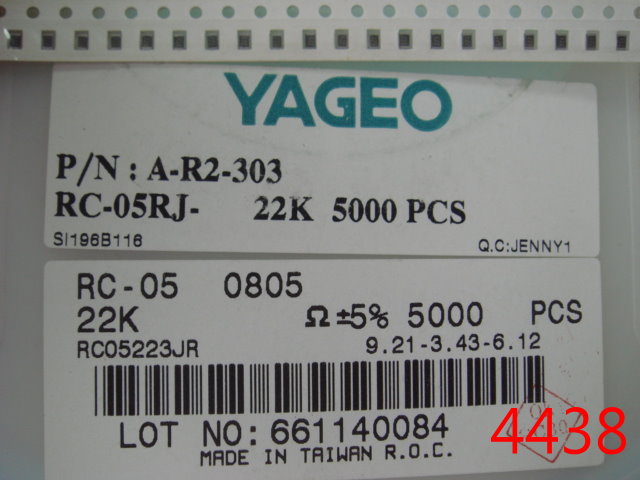 YAGEO
P/N : A-R2-303
RC-05RJ- 22K 5000 PCS
SI196B116 Q.C:JENNY1
RC-05 0805
22K Ω ±5% 5000 PCS
RC05223JR 9.21-3.43-6.12
LOT NO: 661140084
MADE IN TAIWAN R.O.C.
4438